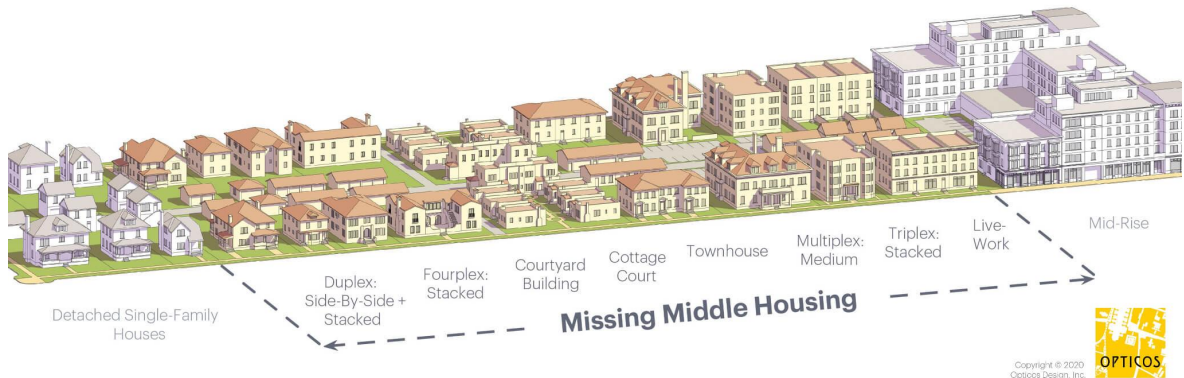 Detached Single-Family
Houses
Duplex:
Side-By-Side +
Stacked
Fourplex:
Stacked
Courtyard
Building
Cottage
Court
Townhouse
Multiplex:
Medium
Triplex:
Stacked
Live-
Work
Mid-Rise
Missing Middle Housing
Copyright © 2020
Opticos Design, Inc.
OPTICOS